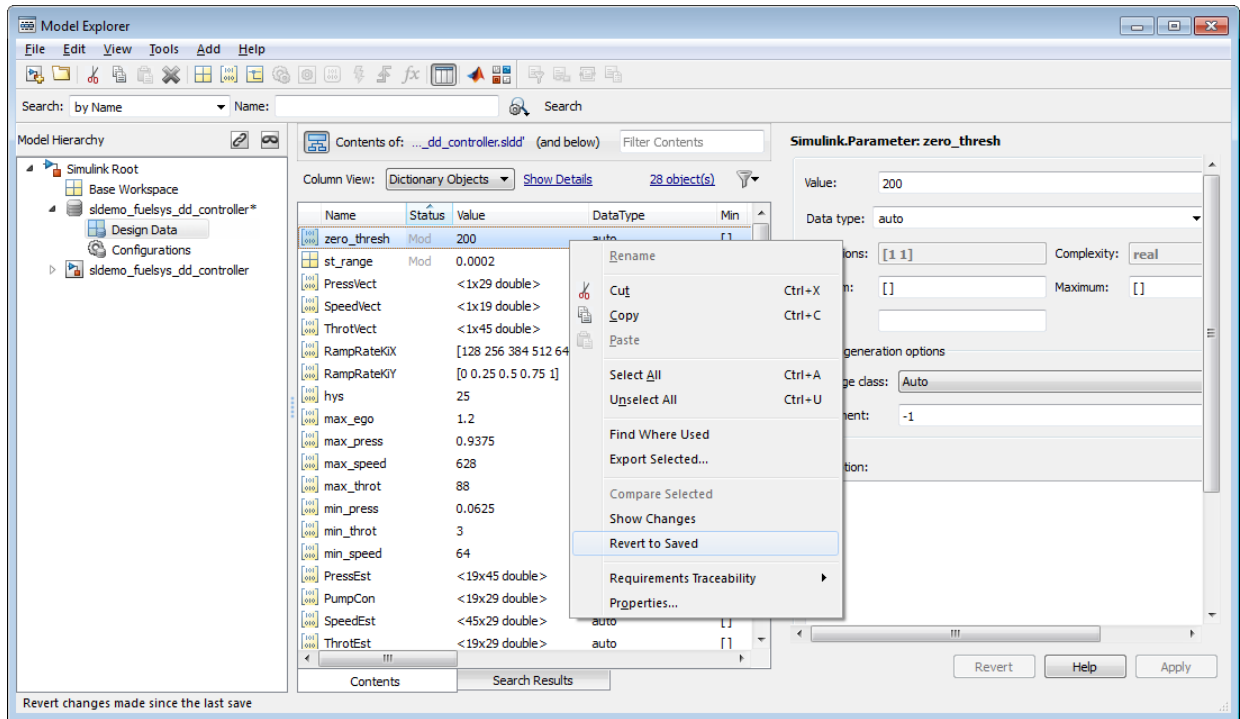 Model Explorer
File Edit View Tools Add Help
Search: by Name Name: Search
Model Hierarchy
Simulink Root
Base Workspace
sldemo_fuelsys_dd_controller*
Design Data
Configurations
sldemo_fuelsys_dd_controller
Contents of: ..._dd_controller.sldd' (and below) Filter Contents
Column View: Dictionary Objects Show Details 28 object(s)
Name Status Value DataType Min
zero_thresh Mod 200 auto []
st_range Mod 0.0002
PressVect <1x29 double>
SpeedVect <1x19 double>
ThrotVect <1x45 double>
RampRateKiX [128 256 384 512 64
RampRateKiY [0 0.25 0.5 0.75 1]
hys 25
max_ego 1.2
max_press 0.9375
max_speed 628
max_throt 88
min_press 0.0625
min_throt 3
min_speed 64
PressEst <19x45 double>
PumpCon <19x29 double>
SpeedEst <45x29 double> auto []
ThrotEst <19x29 double> auto []
Contents Search Results
Rename
Cut Ctrl+X
Copy Ctrl+C
Paste
Select All Ctrl+A
Unselect All Ctrl+U
Find Where Used
Export Selected...
Compare Selected
Show Changes
Revert to Saved
Requirements Traceability
Properties...
Simulink.Parameter: zero_thresh
Value: 200
Data type: auto
ions: [1 1] Complexity: real
m: [] Maximum: []
generation options
ge class: Auto
ment: -1
tion:
Revert Help Apply
Revert changes made since the last save